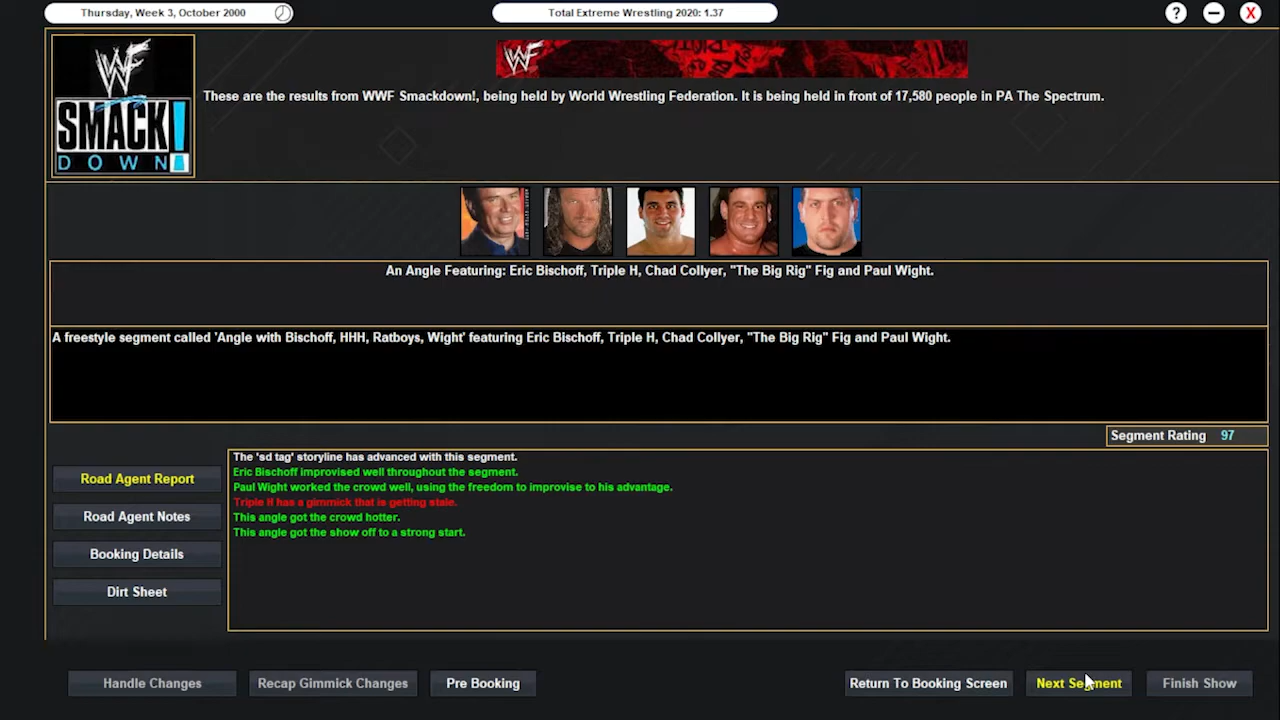 Thursday, Week 3, October 2000
Total Extreme Wrestling 2020: 1.37
?
X
WF
SMACK
DOWN!
WF
These are the results from WWF Smackdown!, being held by World Wrestling Federation. It is being held in front of 17,580 people in PA The Spectrum.
An Angle Featuring: Eric Bischoff, Triple H, Chad Collyer, "The Big Rig" Fig and Paul Wight.
A freestyle segment called 'Angle with Bischoff, HHH, Ratboys, Wight' featuring Eric Bischoff, Triple H, Chad Collyer, "The Big Rig" Fig and Paul Wight.
Segment Rating 97
Road Agent Report
Road Agent Notes
Booking Details
Dirt Sheet
The 'sd tag' storyline has advanced with this segment.
Eric Bischoff improvised well throughout the segment.
Paul Wight worked the crowd well, using the freedom to improvise to his advantage.
Triple H has a gimmick that is getting stale.
This angle got the crowd hotter.
This angle got the show off to a strong start.
Handle Changes
Recap Gimmick Changes
Pre Booking
Return To Booking Screen
Next Segment
Finish Show